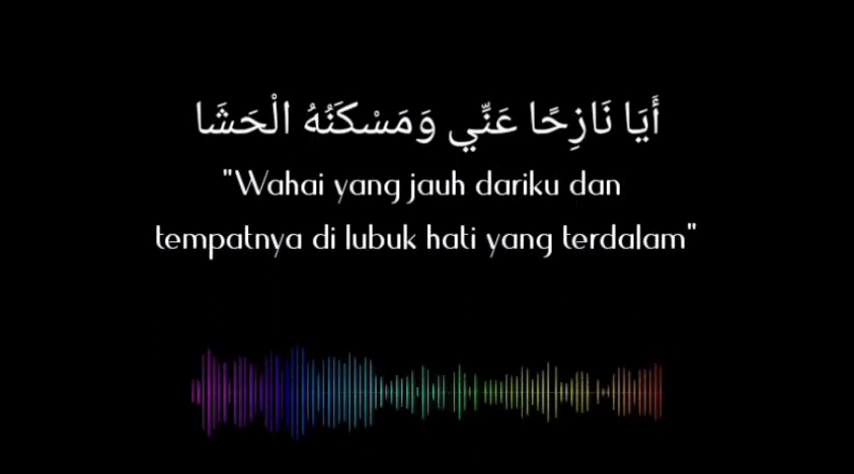 أَيَا نَازِحًا عَنِّي وَمَسْكَنُهُ الْحَشَا
"Wahai yang jauh dariku dan
tempatnya di lubuk hati yang terdalam"